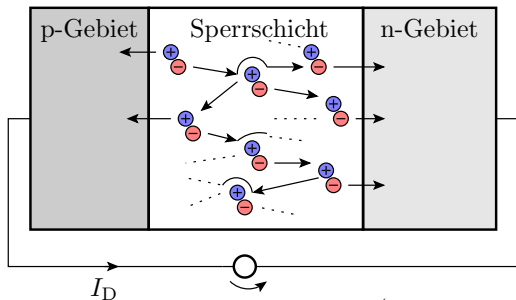 p-Gebiet Sperrschicht n-Gebiet
+ + − − + + − − + + − − + − + + − − + −
I_D